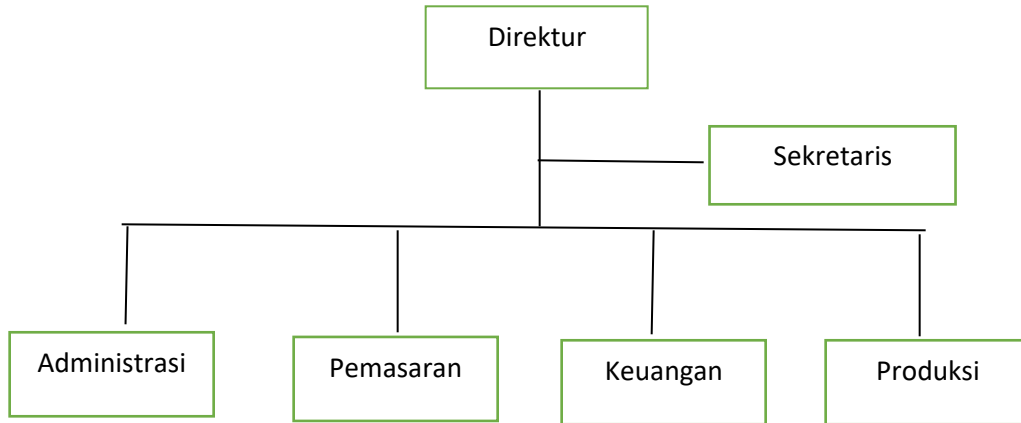 Direktur
Sekretaris
Administrasi
Pemasaran
Keuangan
Produksi